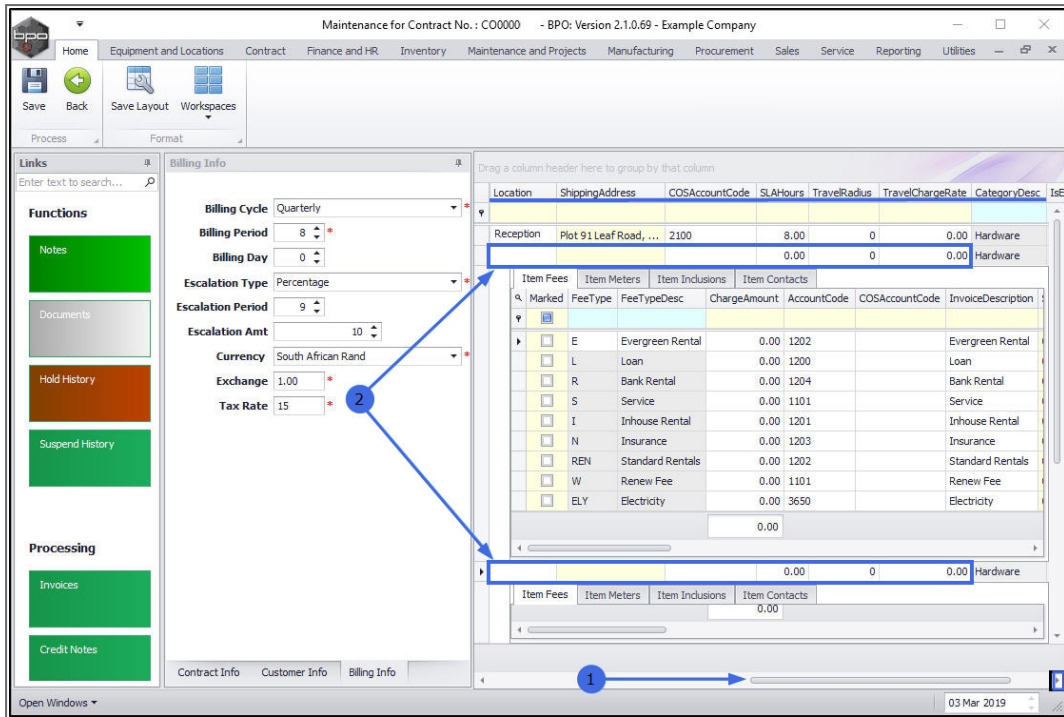 Maintenance for Contract No. : CO0000 - BPO: Version 2.1.0.69 - Example Company
bpo
Home Equipment and Locations Contract Finance and HR Inventory Maintenance and Projects Manufacturing Procurement Sales Service Reporting Utilities
Save Back Save Layout Workspaces
Process Format
Links
Enter text to search...
Functions
Notes
Documents
Hold History
Suspend History
Processing
Invoices
Credit Notes
Billing Info
Billing Cycle Quarterly *
Billing Period 8 *
Billing Day 0
Escalation Type Percentage *
Escalation Period 9
Escalation Amt 10
Currency South African Rand *
Exchange 1.00 *
Tax Rate 15 *
2
Contract Info Customer Info Billing Info
Drag a column header here to group by that column
Location ShippingAddress COSAccountCode SLAHours TravelRadius TravelChargeRate CategoryDesc IsE
Reception Plot 91 Leaf Road, ... 2100 8.00 0 0.00 Hardware
0.00 0 0.00 Hardware
Item Fees Item Meters Item Inclusions Item Contacts
Marked FeeType FeeTypeDesc ChargeAmount AccountCode COSAccountCode InvoiceDescription
E Evergreen Rental 0.00 1202 Evergreen Rental
L Loan 0.00 1200 Loan
R Bank Rental 0.00 1204 Bank Rental
S Service 0.00 1101 Service
I Inhouse Rental 0.00 1201 Inhouse Rental
N Insurance 0.00 1203 Insurance
REN Standard Rentals 0.00 1202 Standard Rentals
W Renew Fee 0.00 1101 Renew Fee
ELY Electricity 0.00 3650 Electricity
0.00
0.00 0 0.00 Hardware
Item Fees Item Meters Item Inclusions Item Contacts
0.00
1
Open Windows 03 Mar 2019